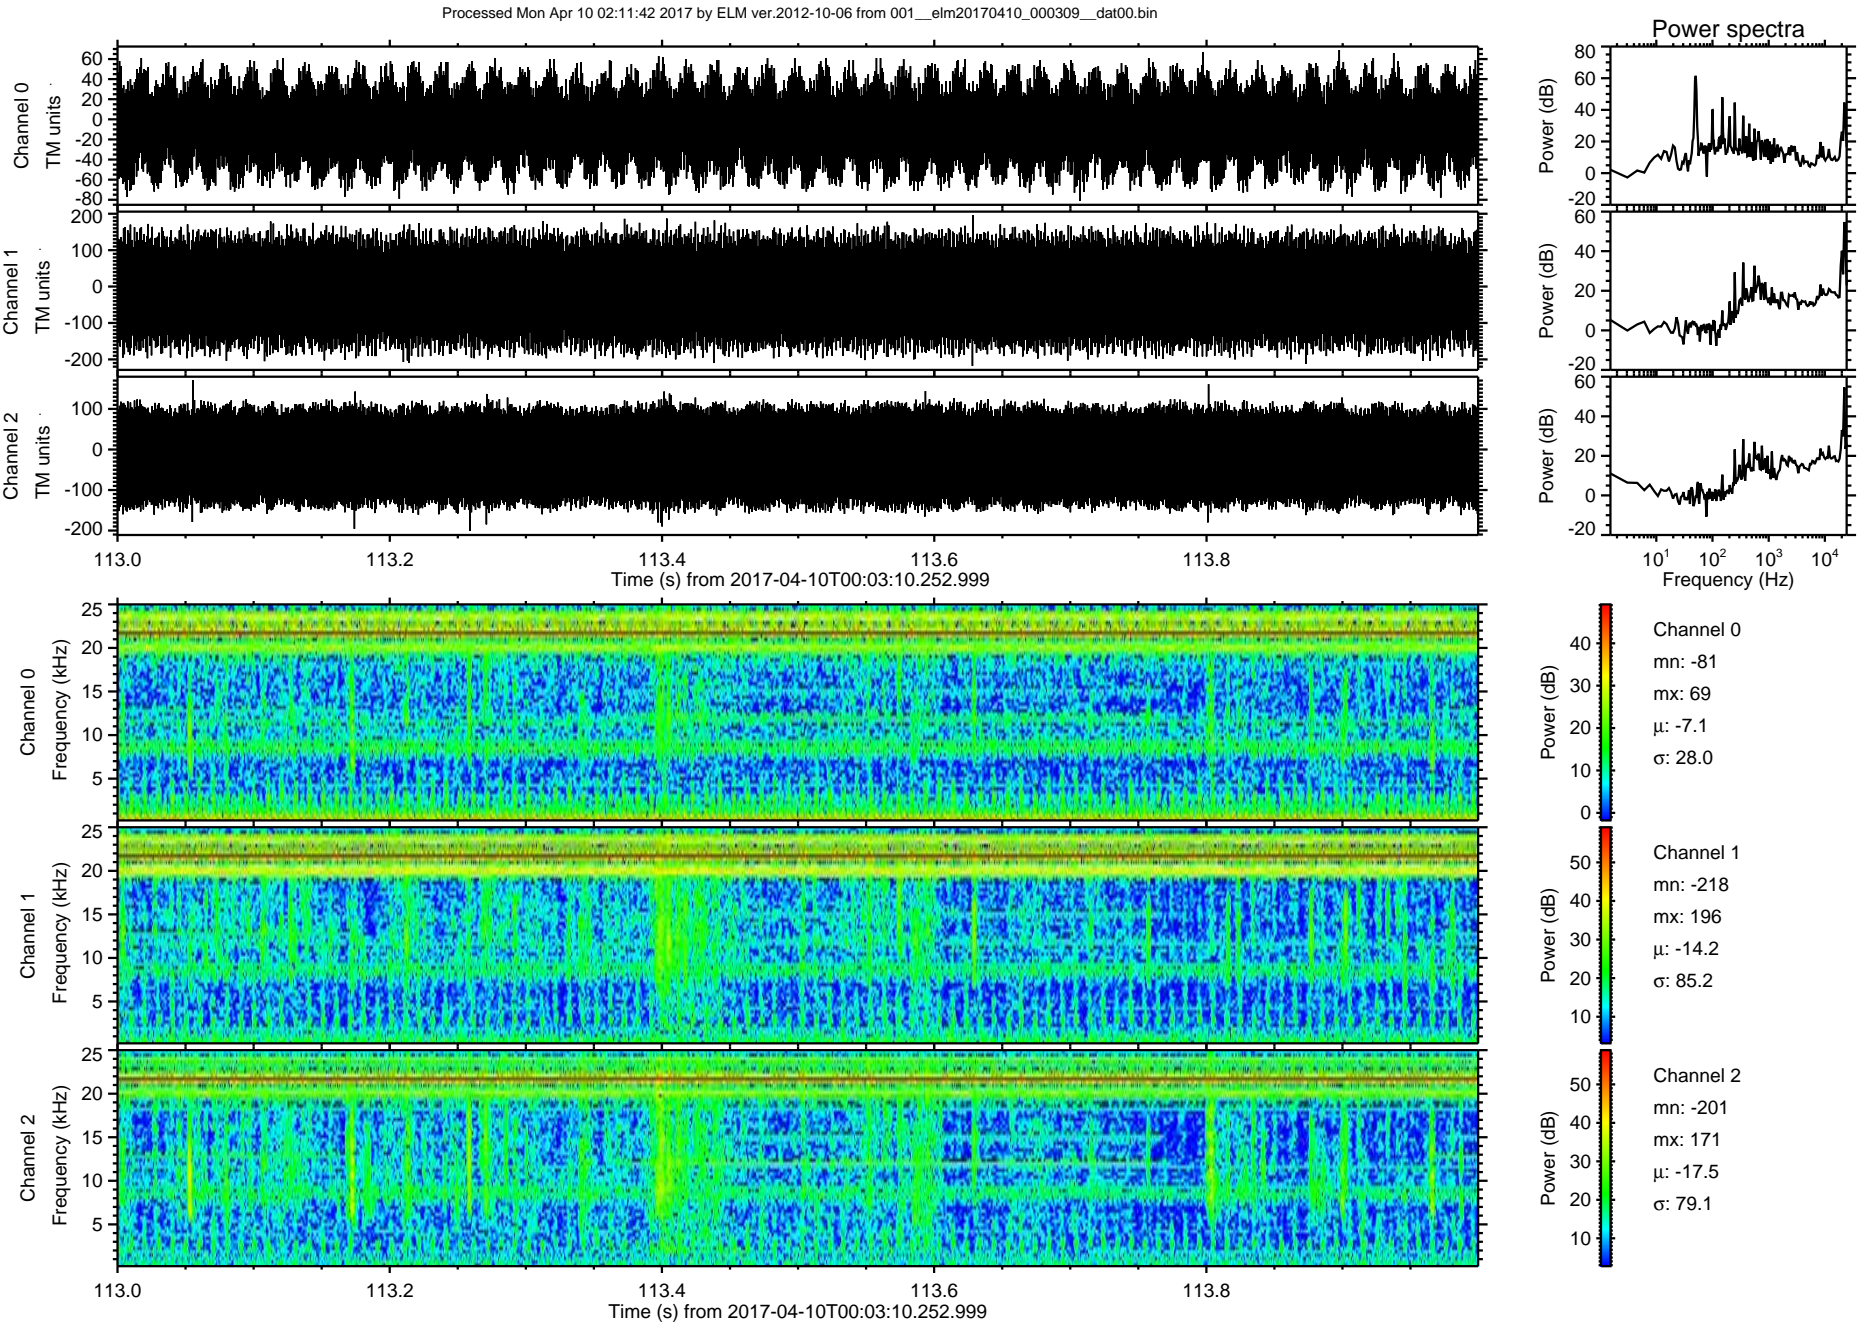 Processed Mon Apr 10 02:11:42 2017 by ELM ver.2012-10-06 from 001__elm20170410_000309__dat00.bin
Power spectra
Channel 0
TM units
60
40
20
0
-20
-40
-60
-80
Power (dB)
80
60
40
20
0
-20
Channel 1
TM units
200
100
0
-100
-200
Power (dB)
60
40
20
0
-20
Channel 2
TM units
100
0
-100
-200
Power (dB)
60
40
20
0
-20
113.0 113.2 113.4 113.6 113.8
Time (s) from 2017-04-10T00:03:10.252.999
10^1 10^2 10^3 10^4
Frequency (Hz)
Channel 0
Frequency (kHz)
25
20
15
10
5
Power (dB)
40
30
20
10
0
Channel 0
mn: -81
mx: 69
μ: -7.1
σ: 28.0
Channel 1
Frequency (kHz)
25
20
15
10
5
Power (dB)
50
40
30
20
10
Channel 1
mn: -218
mx: 196
μ: -14.2
σ: 85.2
Channel 2
Frequency (kHz)
25
20
15
10
5
Power (dB)
50
40
30
20
10
Channel 2
mn: -201
mx: 171
μ: -17.5
σ: 79.1
113.0 113.2 113.4 113.6 113.8
Time (s) from 2017-04-10T00:03:10.252.999